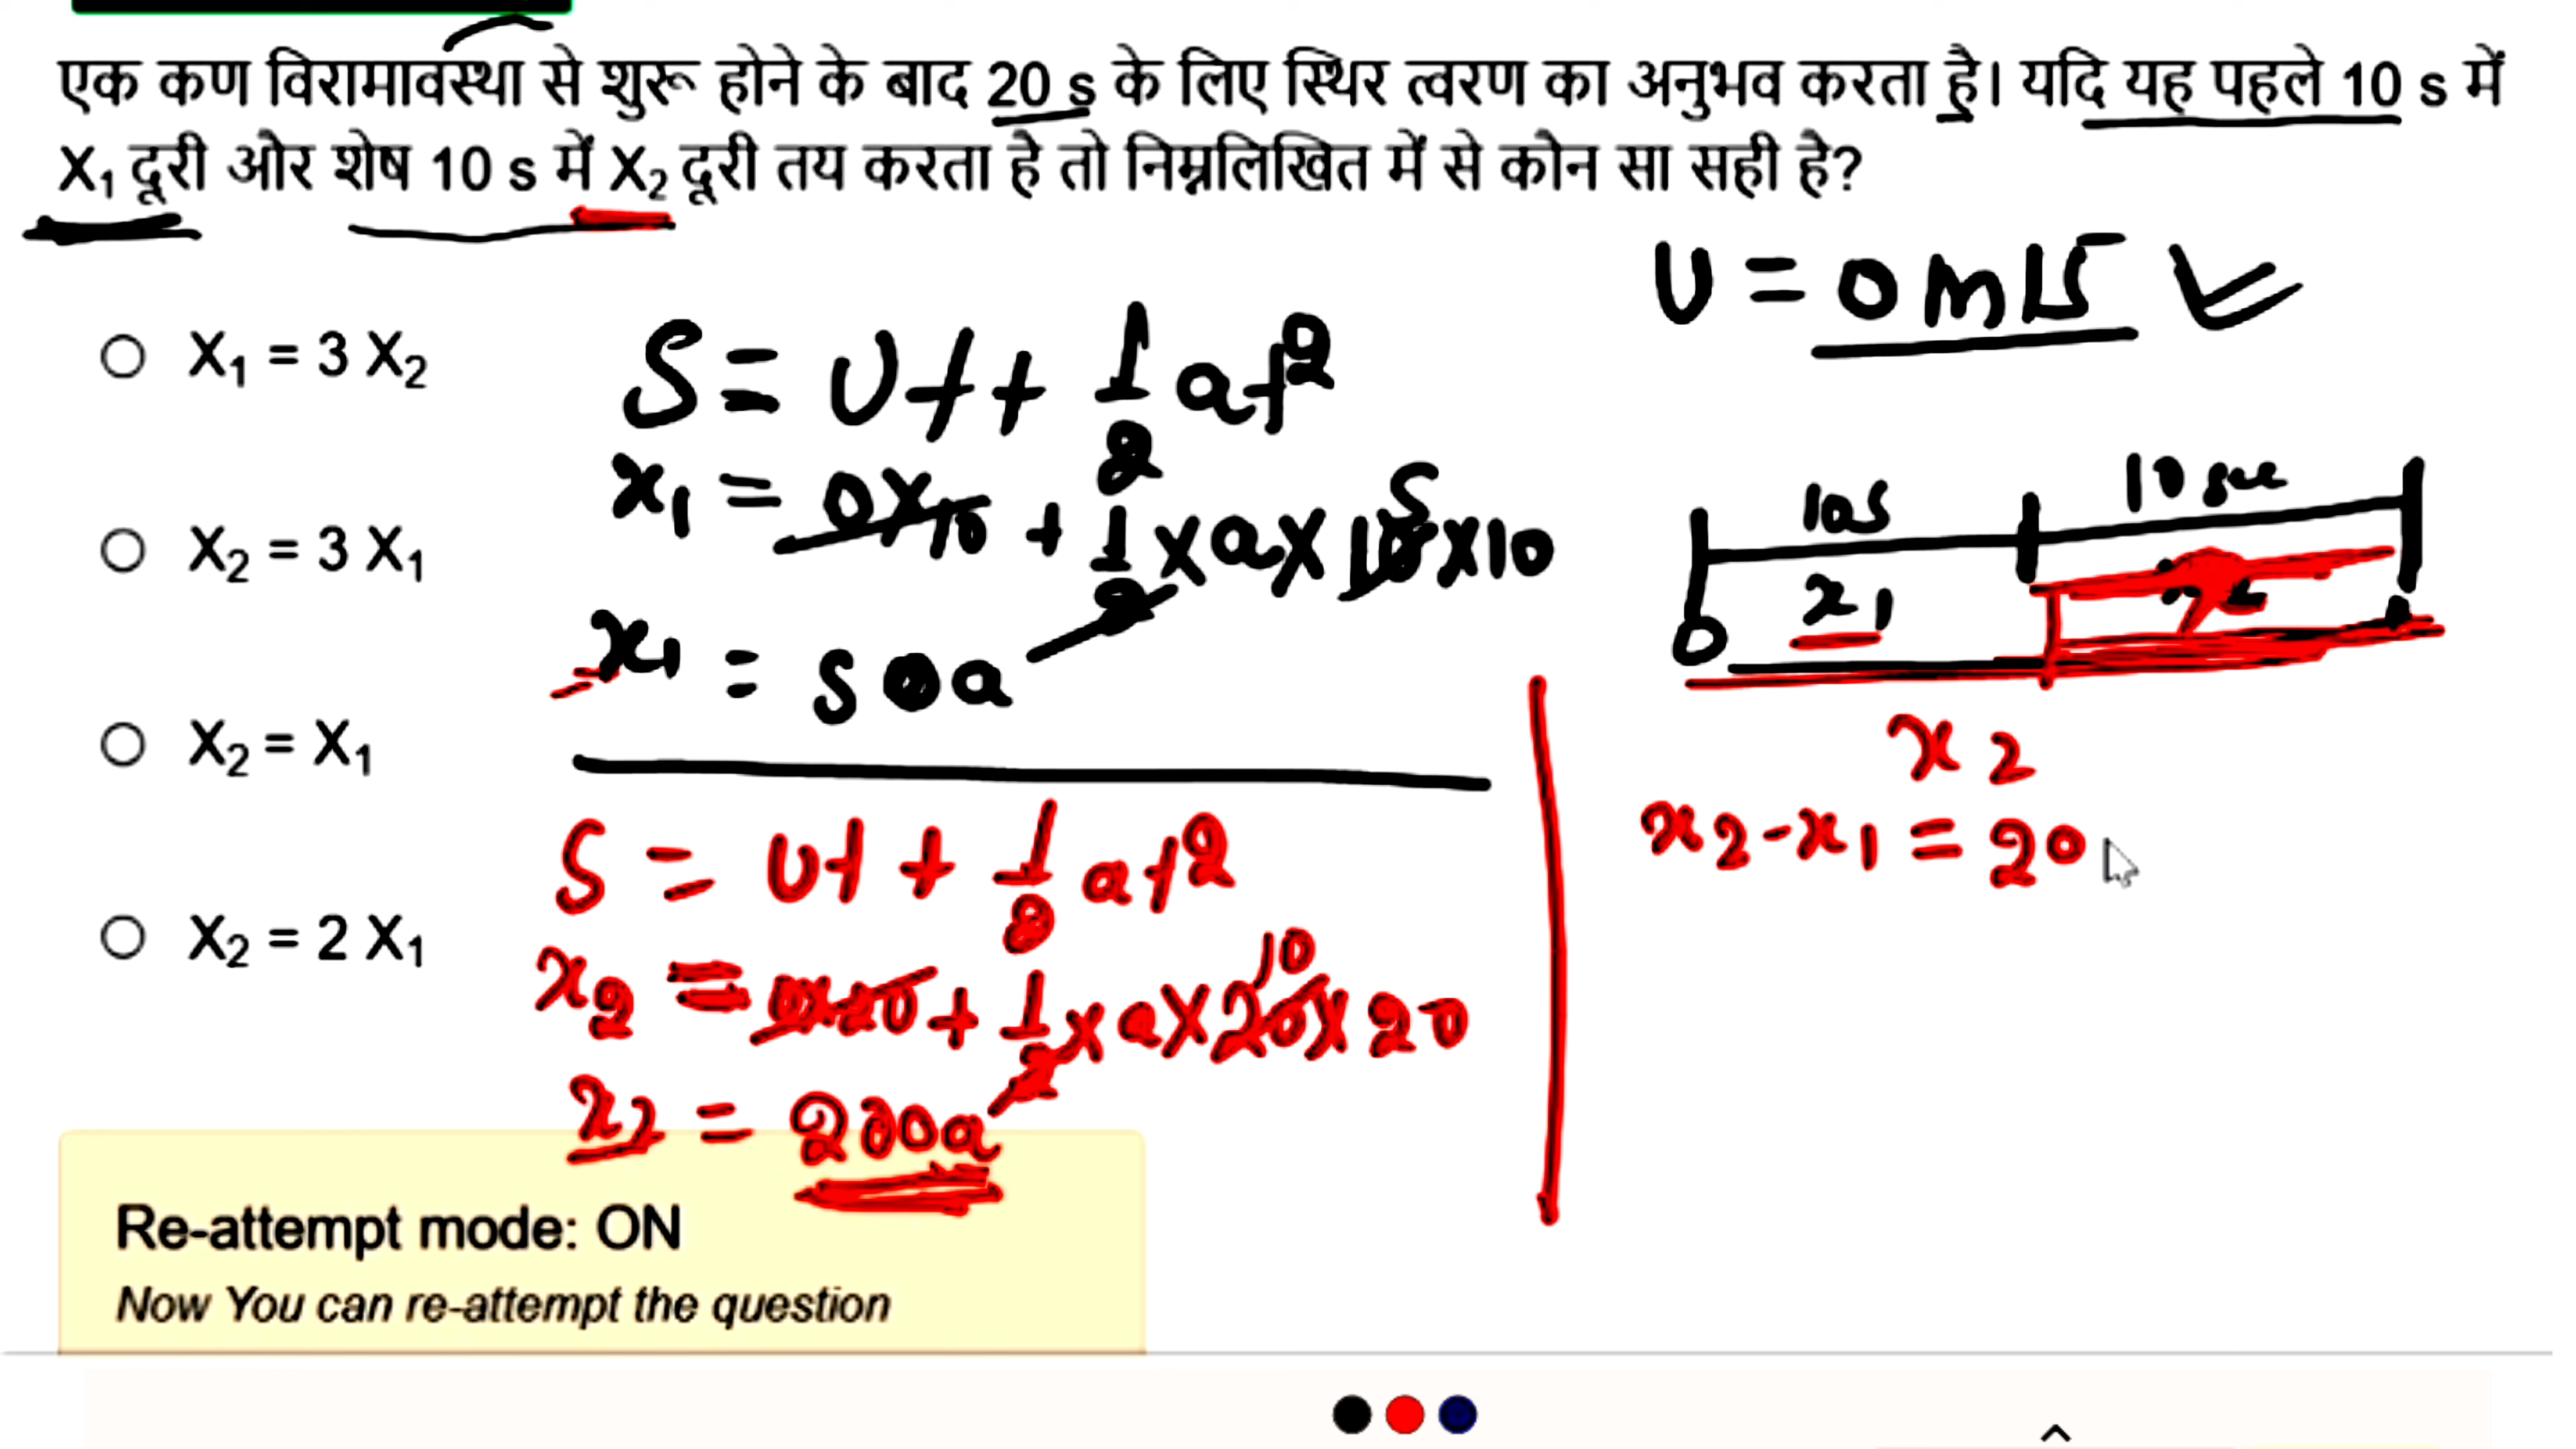 एक कण विरामावस्था से शुरू होने के बाद 20 s के लिए स्थिर त्वरण का अनुभव करता है। यदि यह पहले 10 s में
X₁ दूरी और शेष 10 s में X₂ दूरी तय करता है तो निम्नलिखित में से कौन सा सही है?
U = 0 m/s
X₁ = 3 X₂
S = Ut + 1/2 at²
x₁ = 0x10 + 1/2 x a x 10 x 10
5
10s
10 sec
X₂ = 3 X₁
x₁
0
x₁ = 50a
X₂ = X₁
x2
S = Ut + 1/2 at²
x2 - x1 = 20
X₂ = 2 X₁
x2 = 0x20 + 1/2 x a x 20 x 20
10
x2 = 200a
Re-attempt mode: ON
Now You can re-attempt the question